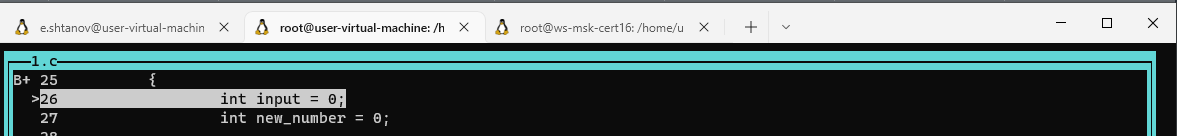 e.shtanov@user-virtual-machin
root@user-virtual-machine: /h
root@ws-msk-cert16: /home/u
1.c
B+ 25 {
>26 int input = 0;
27 int new_number = 0;
28